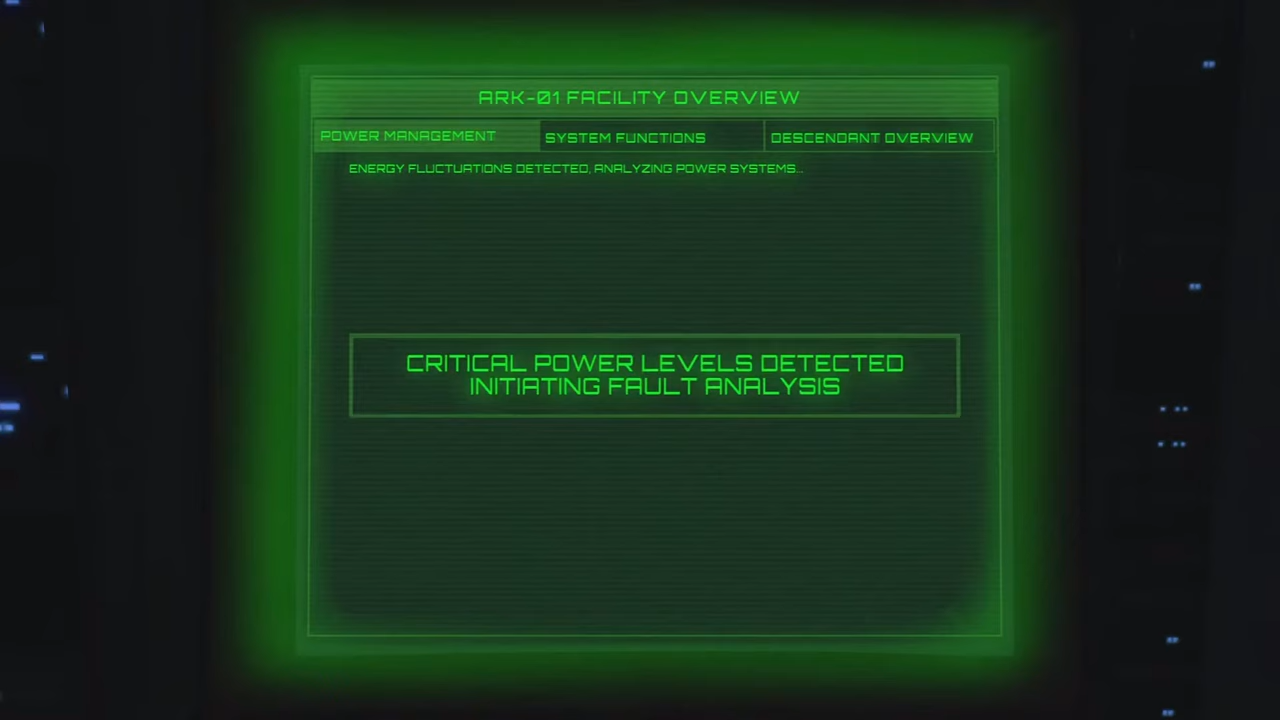 ARK-01 FACILITY OVERVIEW
POWER MANAGEMENT SYSTEM FUNCTIONS DESCENDANT OVERVIEW
ENERGY FLUCTUATIONS DETECTED, ANALYZING POWER SYSTEMS...
CRITICAL POWER LEVELS DETECTED
INITIATING FAULT ANALYSIS